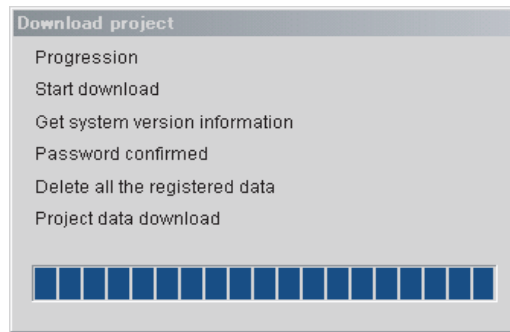 Download project
Progression
Start download
Get system version information
Password confirmed
Delete all the registered data
Project data download